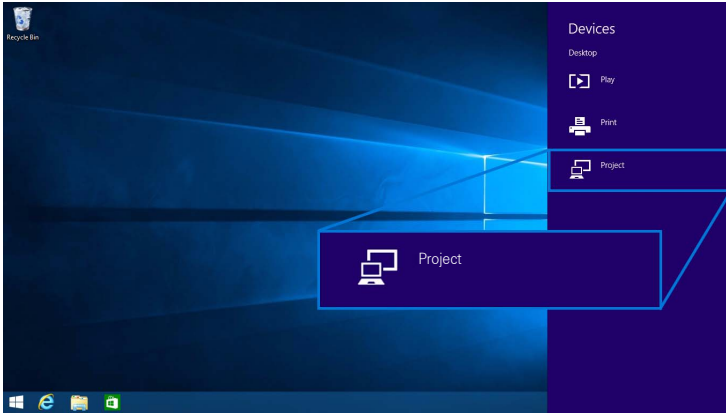 Recycle Bin
Devices
Desktop
Play
Print
Project
Project